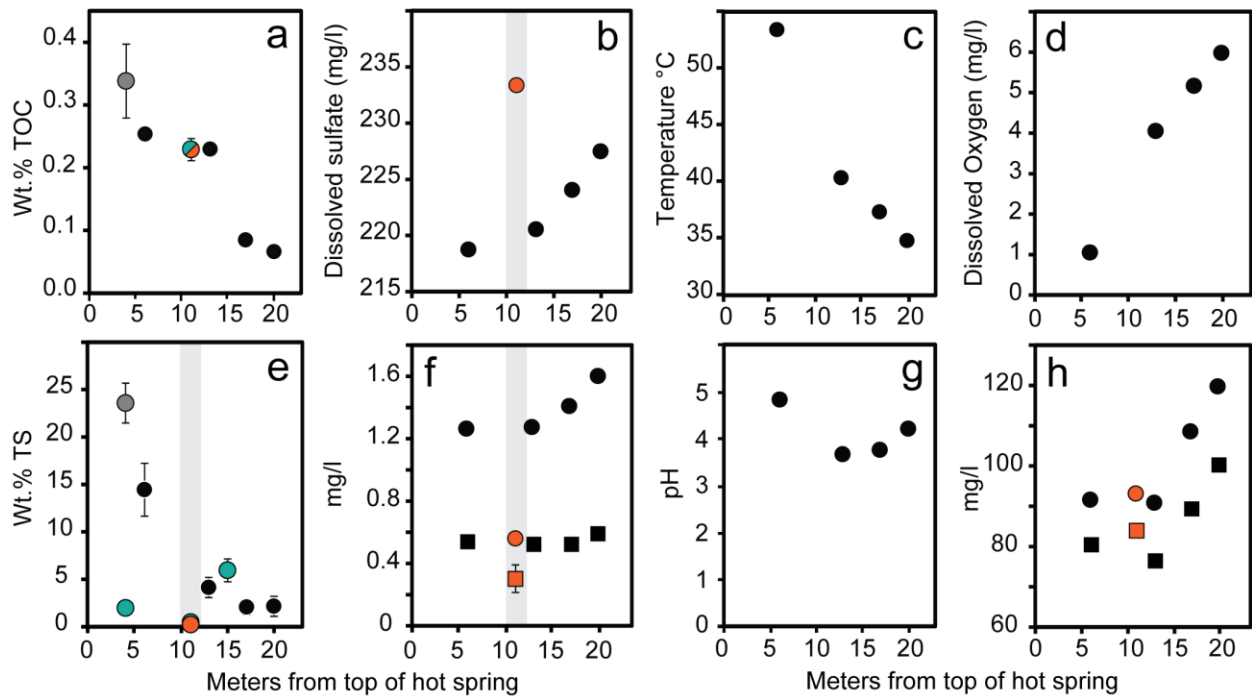 a
Wt.% TOC
0.4
0.3
0.2
0.1
0.0
0 5 10 15 20
b
Dissolved sulfate (mg/l)
235
230
225
220
215
0 5 10 15 20
c
Temperature °C
50
45
40
35
30
0 5 10 15 20
d
Dissolved Oxygen (mg/l)
6
5
4
3
2
1
0
0 5 10 15 20
e
Wt.% TS
25
20
15
10
5
0
0 5 10 15 20
f
mg/l
1.6
1.2
0.8
0.4
0.0
0 5 10 15 20
Meters from top of hot spring
g
pH
5
4
3
2
1
0
0 5 10 15 20
h
mg/l
120
100
80
60
0 5 10 15 20
Meters from top of hot spring